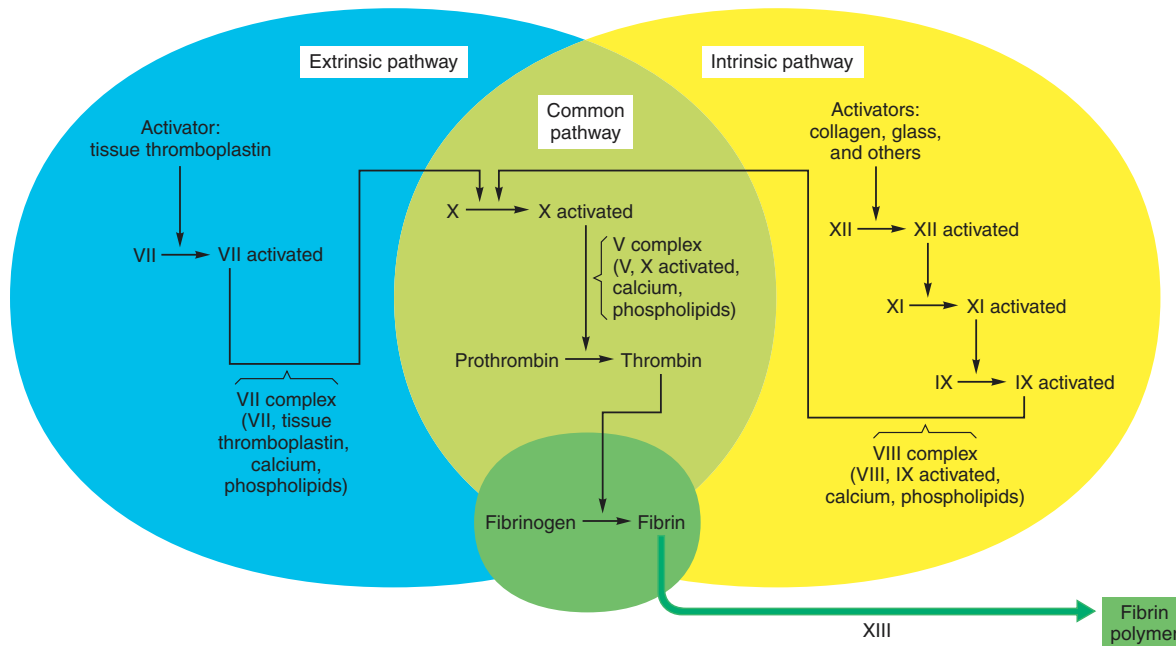 Extrinsic pathway
Intrinsic pathway
Common
pathway
Activator:
tissue thromboplastin
Activators:
collagen, glass,
and others
X
X activated
XII
XII activated
VII
VII activated
V complex
(V, X activated,
calcium,
phospholipids)
XI
XI activated
Prothrombin
Thrombin
IX
IX activated
VII complex
(VII, tissue
thromboplastin,
calcium,
phospholipids)
VIII complex
(VIII, IX activated,
calcium, phospholipids)
Fibrinogen
Fibrin
XIII
Fibrin
polymer